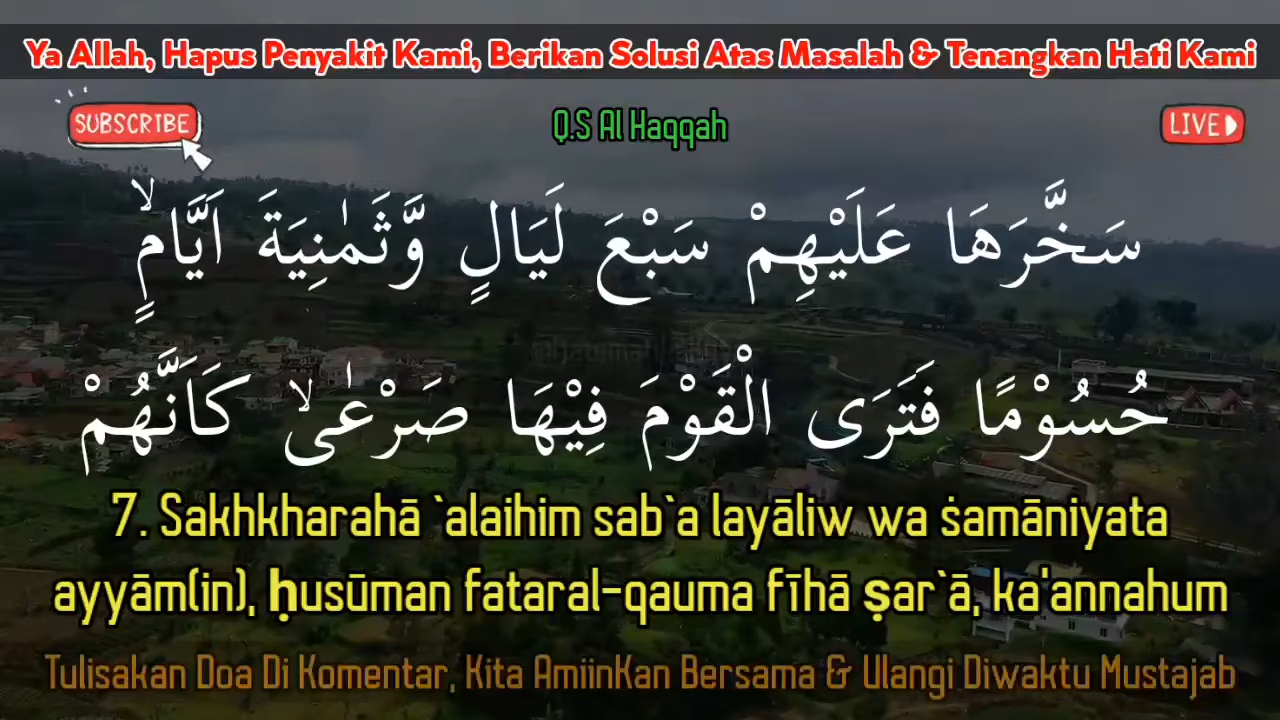 Ya Allah, Hapus Penyakit Kami, Berikan Solusi Atas Masalah & Tenangkan Hati Kami
SUBSCRIBE
Q.S Al Haqqah
LIVE
سَخَّرَهَا عَلَيْهِمْ سَبْعَ لَيَالٍ وَّثَمٰنِيَةَ اَيَّامٍۙ
حُسُوْمًا فَتَرَى الْقَوْمَ فِيْهَا صَرْعٰىۙ كَاَنَّهُمْ
7. Sakhkharahā `alaihim sab`a layāliw wa ṡamāniyata
ayyām(in), ḥusūman fataral-qauma fīhā ṣar`ā, ka'annahum
Tulisakan Doa Di Komentar, Kita AmiinKan Bersama & Ulangi Diwaktu Mustajab